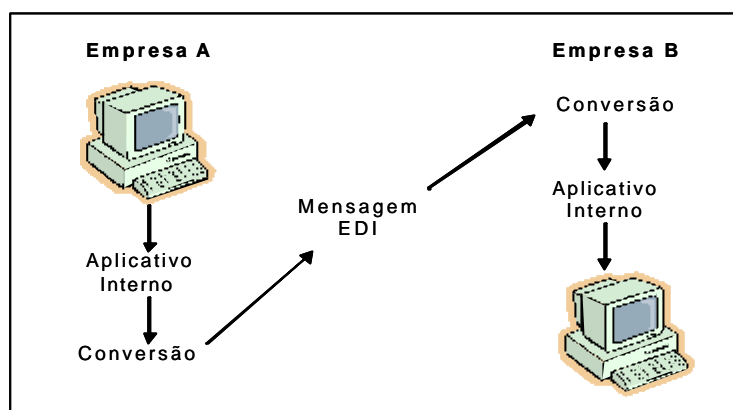 Empresa A
Aplicativo
Interno
Conversão
Mensagem
EDI
Empresa B
Conversão
Aplicativo
Interno